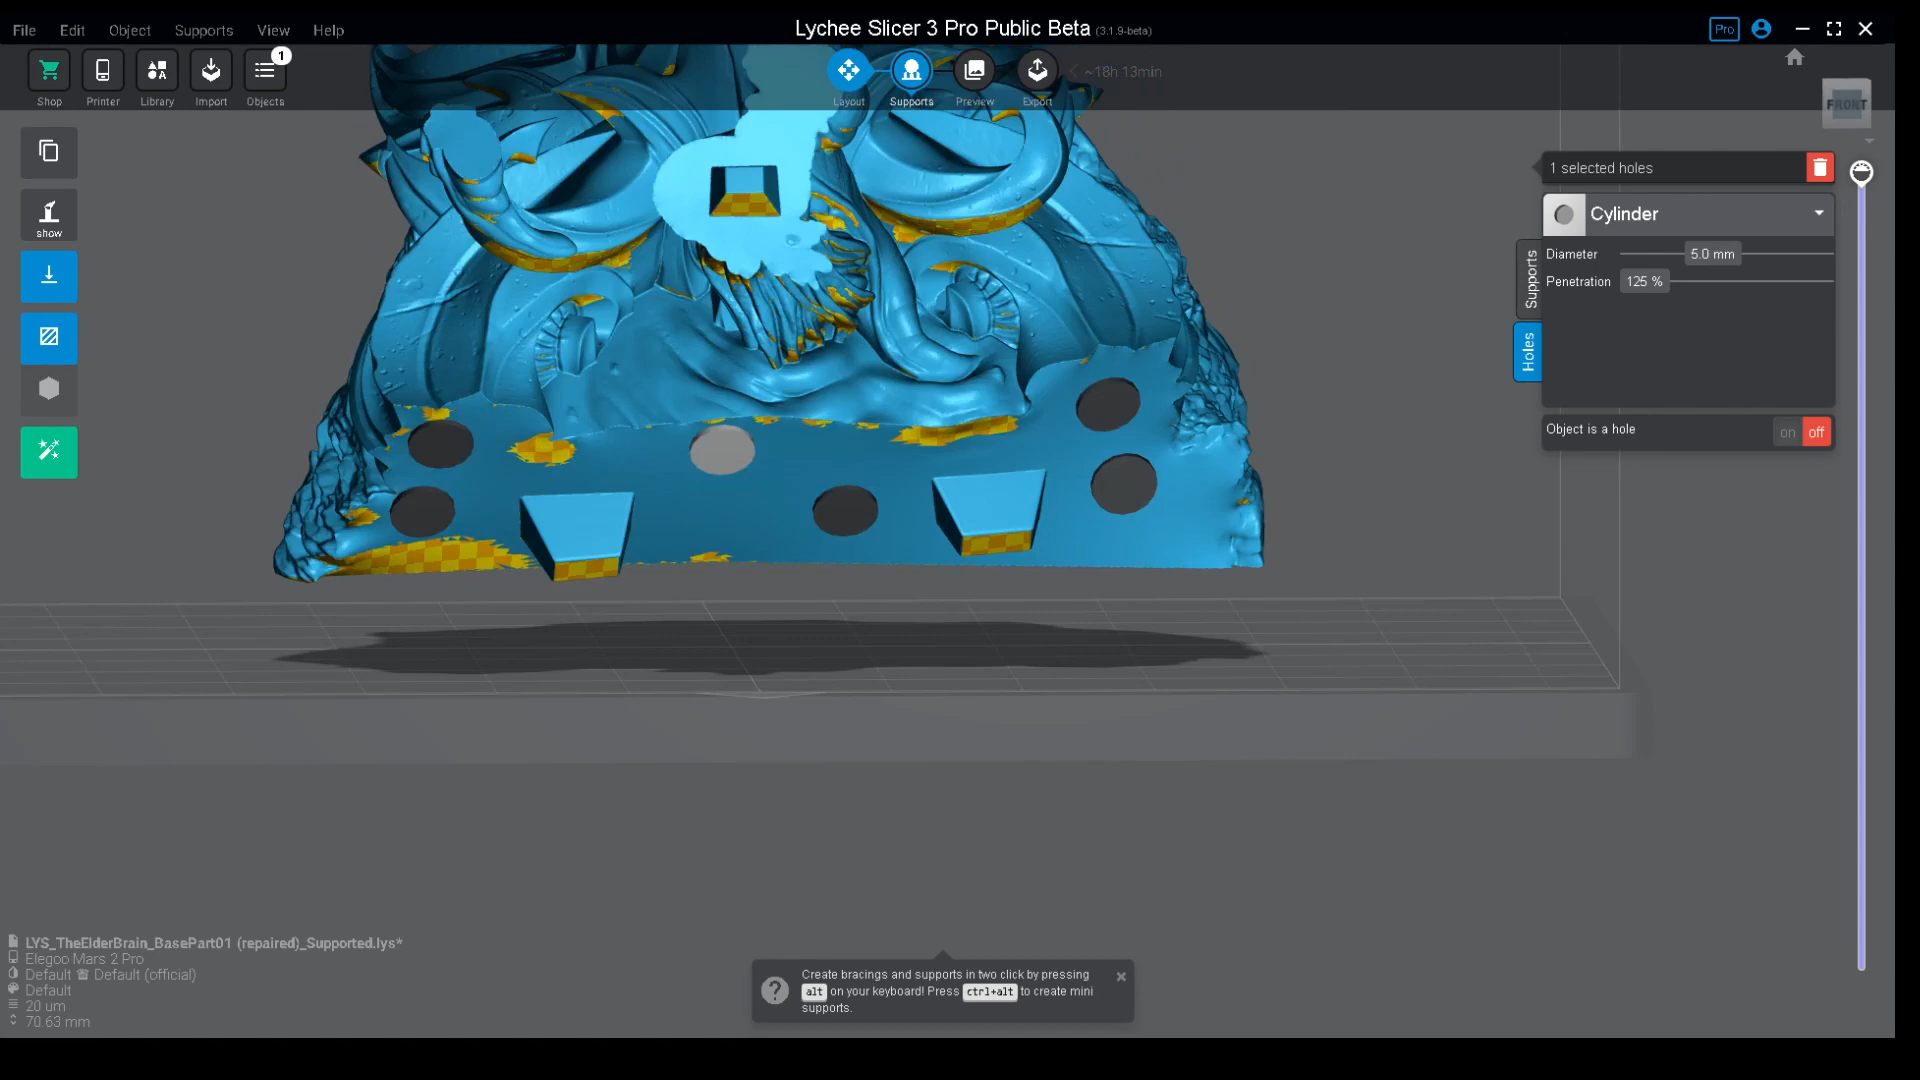 File Edit Object Supports View Help
Lychee Slicer 3 Pro Public Beta (3.1.9-beta)
Pro
1
Shop Printer Library Import Objects
Layout Supports Preview Export
~18h 13min
FRONT
show
1 selected holes
Cylinder
Diameter 5.0 mm
Penetration 125 %
Supports
Holes
Object is a hole on off
LYS_TheElderBrain_BasePart01 (repaired)_Supported.lys*
Elegoo Mars 2 Pro
Default Default (official)
Default
20 um
70.63 mm
Create bracings and supports in two click by pressing
alt on your keyboard! Press ctrl+alt to create mini
supports.